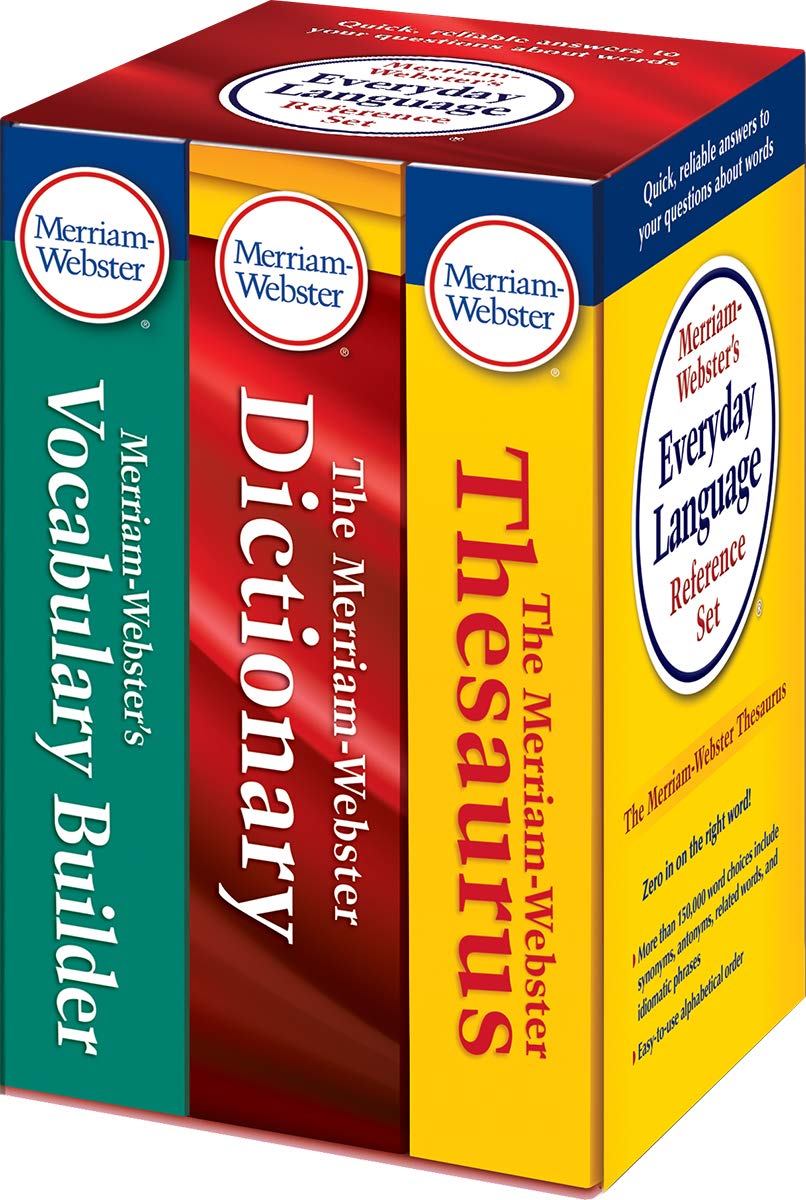 Quick, reliable answers to
your questions about words
Merriam-
Webster's
Everyday
Language
Reference
Set
®
Merriam-
Webster
®
Merriam-Webster's
Vocabulary Builder
Merriam-
Webster
®
The Merriam-Webster
Dictionary
Merriam-
Webster
®
The Merriam-Webster
Thesaurus
Quick, reliable answers to
your questions about words
Merriam-
Webster's
Everyday
Language
Reference
Set
®
The Merriam-Webster Thesaurus
Zero in on the right word!
More than 150,000 word choices include
synonyms, antonyms, related words, and
idiomatic phrases
Easy-to-use alphabetical order